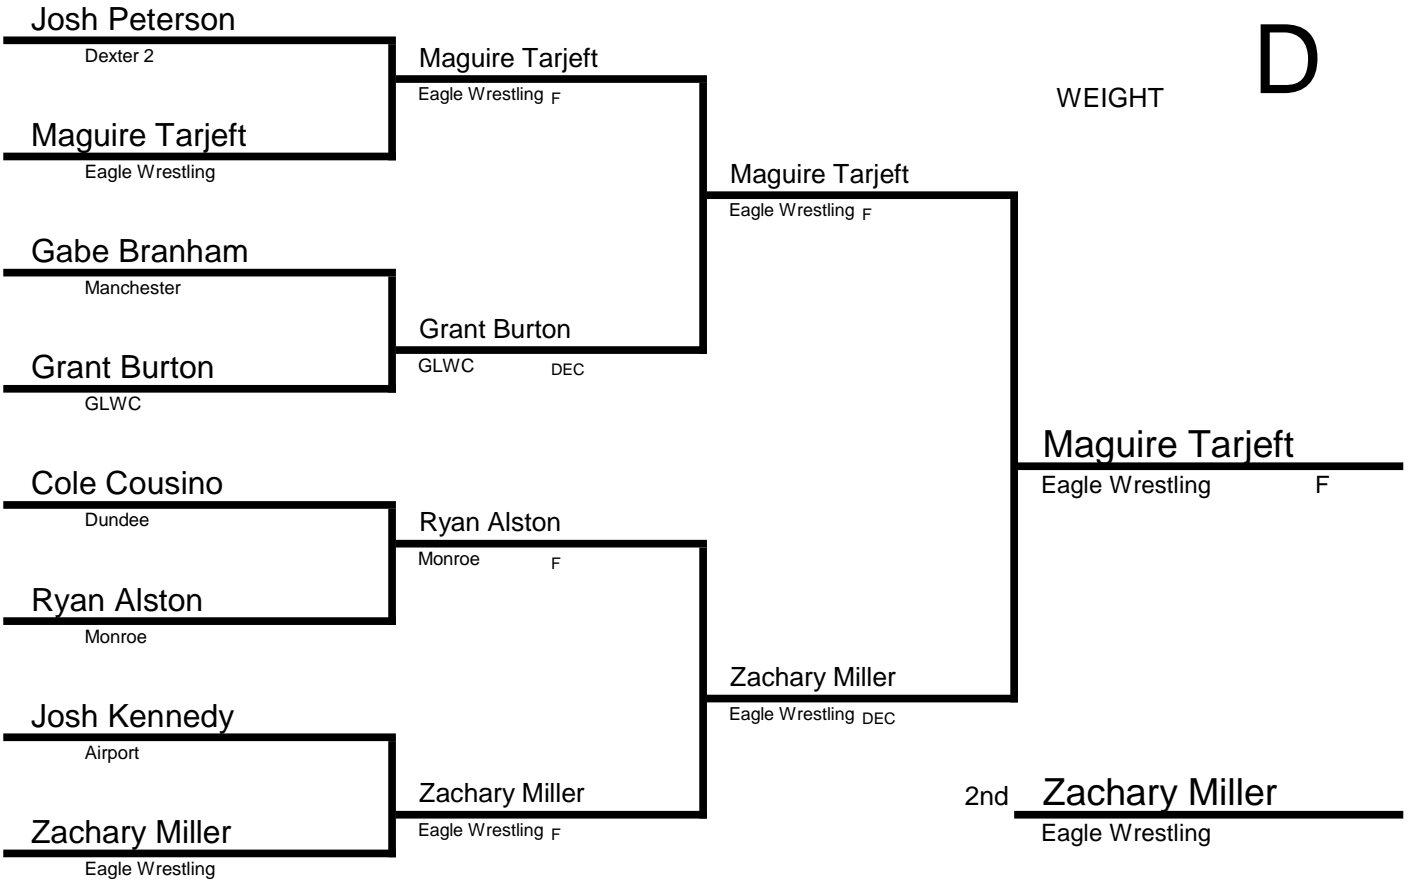 Josh Peterson
Dexter 2
Maguire Tarjeft
Eagle Wrestling
Gabe Branham
Manchester
Grant Burton
GLWC
Cole Cousino
Dundee
Ryan Alston
Monroe
Josh Kennedy
Airport
Zachary Miller
Eagle Wrestling
Maguire Tarjeft
Eagle Wrestling F
Grant Burton
GLWC DEC
Ryan Alston
Monroe F
Zachary Miller
Eagle Wrestling F
Maguire Tarjeft
Eagle Wrestling F
Zachary Miller
Eagle Wrestling DEC
WEIGHT D
Maguire Tarjeft
Eagle Wrestling F
2nd Zachary Miller
Eagle Wrestling